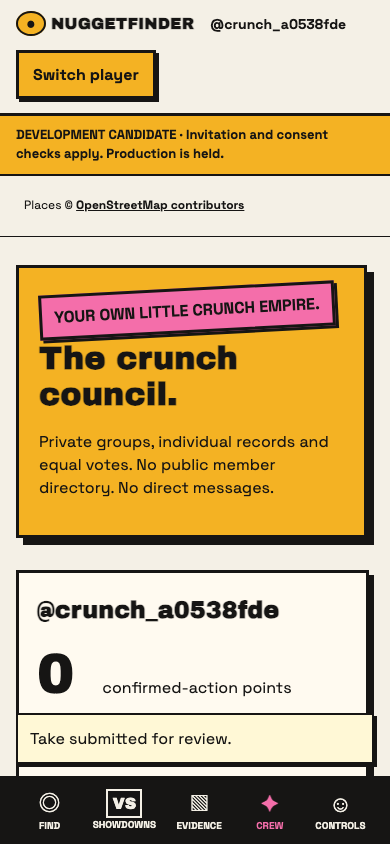 NUGGETFINDER
@crunch_a0538fde
Switch player
DEVELOPMENT CANDIDATE · Invitation and consent
checks apply. Production is held.
Places © OpenStreetMap contributors
YOUR OWN LITTLE CRUNCH EMPIRE.
The crunch
council.
Private groups, individual records and
equal votes. No public member
directory. No direct messages.
@crunch_a0538fde
0 confirmed-action points
Take submitted for review.
VS
FIND
SHOWDOWNS
EVIDENCE
CREW
CONTROLS